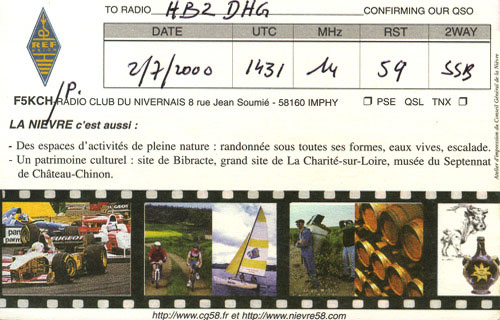 TO RADIO HB2 DHG CONFIRMING OUR QSO
REF
UNION
DATE UTC MHz RST 2WAY
2/7/2000 1431 14 59 SSB
F5KCH/P. RADIO CLUB DU NIVERNAIS 8 rue Jean Soumié - 58160 IMPHY PSE QSL TNX
LA NIEVRE c'est aussi :
- Des espaces d'activités de pleine nature : randonnée sous toutes ses formes, eaux vives, escalade.
- Un patrimoine culturel : site de Bibracte, grand site de La Charité-sur-Loire, musée du Septennat
de Château-Chinon.
Atelier d'impression du Conseil Général de la Nièvre
PEUGEOT
http://www.cg58.fr et http://www.nievre58.com